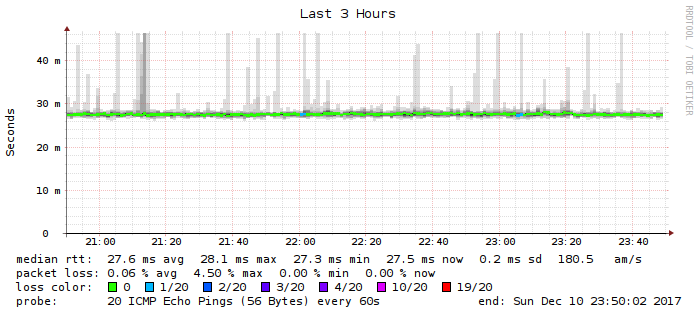 Last 3 Hours
RRDTOOL / TOBI OETIKER
Seconds
40 m
30 m
20 m
10 m
0
21:00 21:20 21:40 22:00 22:20 22:40 23:00 23:20 23:40
median rtt: 27.6 ms avg 28.1 ms max 27.3 ms min 27.5 ms now 0.2 ms sd 180.5 am/s
packet loss: 0.06 % avg 4.50 % max 0.00 % min 0.00 % now
loss color: 0 1/20 2/20 3/20 4/20 10/20 19/20
probe: 20 ICMP Echo Pings (56 Bytes) every 60s end: Sun Dec 10 23:50:02 2017